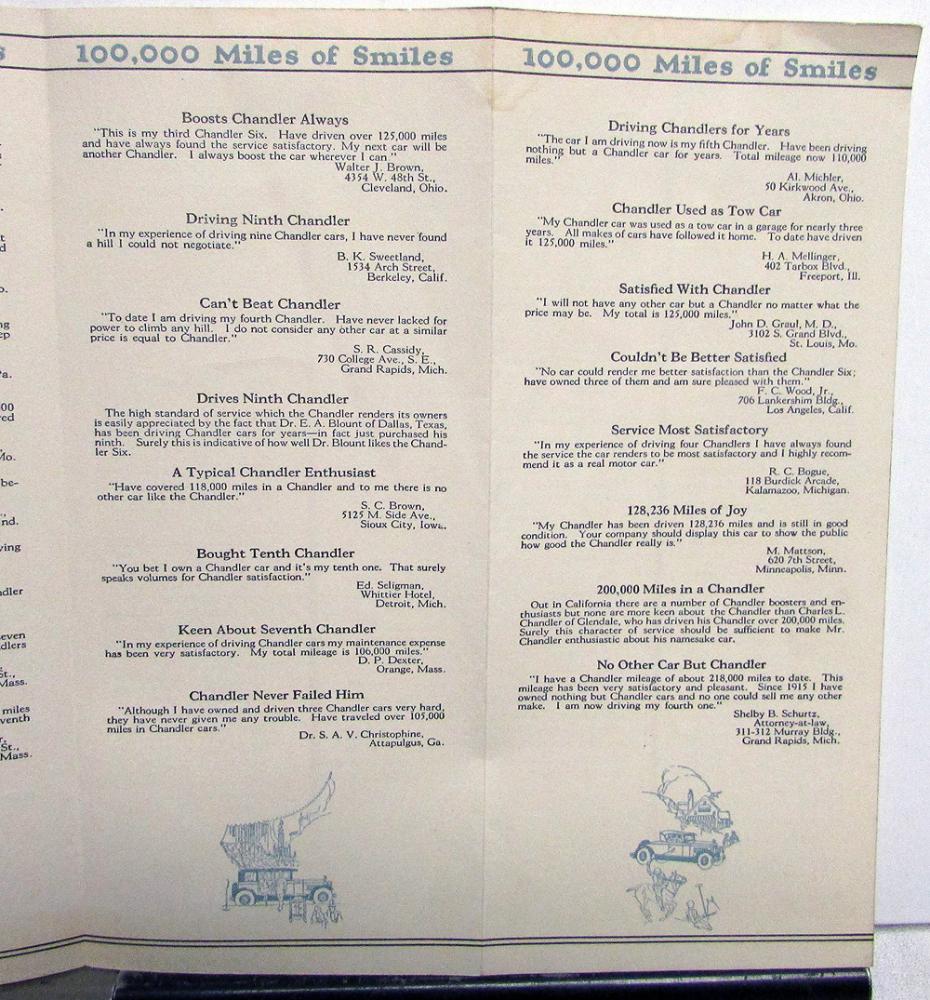 100,000 Miles of Smiles
Boosts Chandler Always
"This is my third Chandler Six. Have driven over 125,000 miles
and have always found the service satisfactory. My next car will be
another Chandler. I always boost the car wherever I can."
Walter J. Brown,
4354 W. 48th St.,
Cleveland, Ohio.
Driving Ninth Chandler
"In my experience of driving nine Chandler cars, I have never found
a hill I could not negotiate."
B. K. Sweetland,
1534 Arch Street,
Berkeley, Calif.
Can't Beat Chandler
"To date I am driving my fourth Chandler. Have never lacked for
power to climb any hill. I do not consider any other car at a similar
price is equal to Chandler."
S. R. Cassidy,
730 College Ave., S. E.,
Grand Rapids, Mich.
Drives Ninth Chandler
The high standard of service which the Chandler renders its owners
is easily appreciated by the fact that Dr. E. A. Blount of Dallas, Texas,
has been driving Chandler cars for years—in fact just purchased his
ninth. Surely this is indicative of how well Dr. Blount likes the Chand-
ler Six.
A Typical Chandler Enthusiast
"Have covered 118,000 miles in a Chandler and to me there is no
other car like the Chandler."
S. C. Brown,
5125 M. Side Ave.,
Sioux City, Iowa.
Bought Tenth Chandler
"You bet I own a Chandler car and it's my tenth one. That surely
speaks volumes for Chandler satisfaction."
Ed. Seligman,
Whittier Hotel,
Detroit, Mich.
Keen About Seventh Chandler
"In my experience of driving Chandler cars my maintenance expense
has been very satisfactory. My total mileage is 106,000 miles."
D. P. Dexter,
Orange, Mass.
Chandler Never Failed Him
"Although I have owned and driven three Chandler cars very hard,
they have never given me any trouble. Have traveled over 105,000
miles in Chandler cars."
Dr. S. A. V. Christophine,
Attapulgus, Ga.
100,000 Miles of Smiles
Driving Chandlers for Years
"The car I am driving now is my fifth Chandler. Have been driving
nothing but a Chandler car for years. Total mileage now 110,000
miles."
Al. Michler,
50 Kirkwood Ave.,
Akron, Ohio.
Chandler Used as Tow Car
"My Chandler car was used as a tow car in a garage for nearly three
years. All makes of cars have followed it home. To date have driven
it 125,000 miles."
H. A. Mellinger,
402 Tarbox Blvd.,
Freeport, Ill.
Satisfied With Chandler
"I will not have any other car but a Chandler no matter what the
price may be. My total is 125,000 miles."
John D. Graul, M. D.,
3102 S. Grand Blvd.,
St. Louis, Mo.
Couldn't Be Better Satisfied
"No car could render me better satisfaction than the Chandler Six;
have owned three of them and am sure pleased with them."
F. C. Wood, Jr.,
706 Lankershim Bldg.,
Los Angeles, Calif.
Service Most Satisfactory
"In my experience of driving four Chandlers I have always found
the service the car renders to be most satisfactory and I highly recom-
mend it as a real motor car."
R. C. Bogue,
118 Burdick Arcade,
Kalamazoo, Michigan.
128,236 Miles of Joy
"My Chandler has been driven 128,236 miles and is still in good
condition. Your company should display this car to show the public
how good the Chandler really is."
M. Mattson,
620 7th Street,
Minneapolis, Minn.
200,000 Miles in a Chandler
Out in California there are a number of Chandler boosters and en-
thusiasts but none are more keen about the Chandler than Charles L.
Chandler of Glendale, who has driven his Chandler over 200,000 miles.
Surely this character of service should be sufficient to make Mr.
Chandler enthusiastic about his namesake car.
No Other Car But Chandler
"I have a Chandler mileage of about 218,000 miles to date. This
mileage has been very satisfactory and pleasant. Since 1915 I have
owned nothing but Chandler cars and no one could sell me any other
make. I am now driving my fourth one."
Shelby B. Schurtz,
Attorney-at-law,
311-312 Murray Bldg.,
Grand Rapids, Mich.